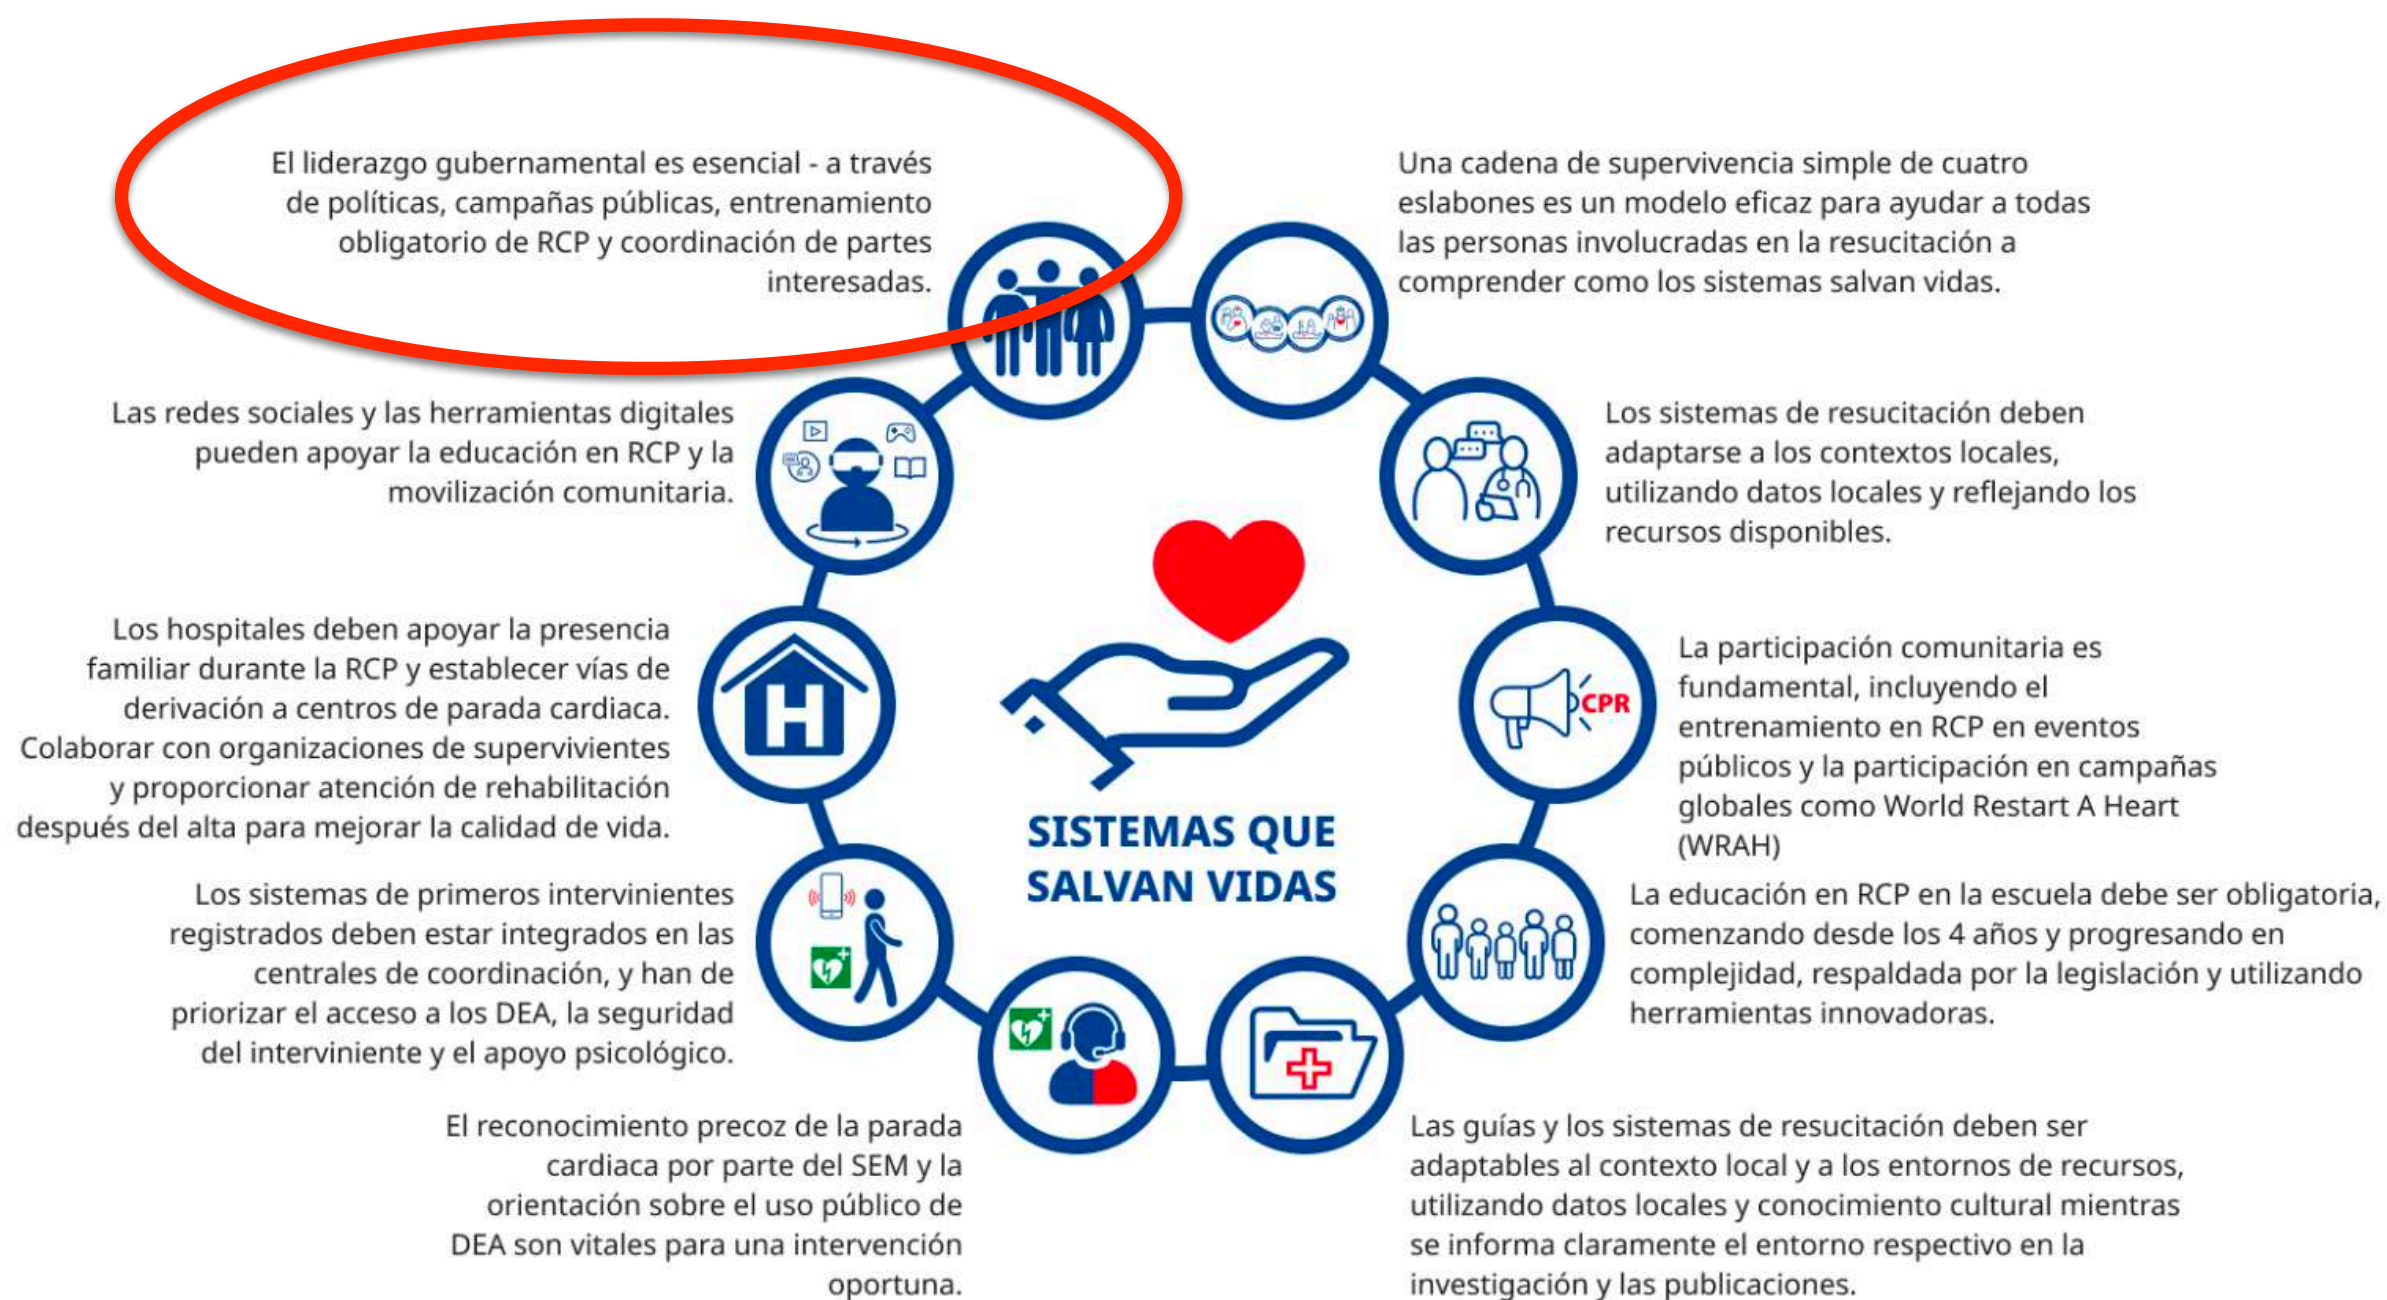 El liderazgo gubernamental es esencial - a través
de políticas, campañas públicas, entrenamiento
obligatorio de RCP y coordinación de partes
interesadas.
Una cadena de supervivencia simple de cuatro
eslabones es un modelo eficaz para ayudar a todas
las personas involucradas en la resucitación a
comprender como los sistemas salvan vidas.
Las redes sociales y las herramientas digitales
pueden apoyar la educación en RCP y la
movilización comunitaria.
Los sistemas de resucitación deben
adaptarse a los contextos locales,
utilizando datos locales y reflejando los
recursos disponibles.
Los hospitales deben apoyar la presencia
familiar durante la RCP y establecer vías de
derivación a centros de parada cardiaca.
Colaborar con organizaciones de supervivientes
y proporcionar atención de rehabilitación
después del alta para mejorar la calidad de vida.
H
CPR
La participación comunitaria es
fundamental, incluyendo el
entrenamiento en RCP en eventos
públicos y la participación en campañas
globales como World Restart A Heart
(WRAH)
SISTEMAS QUE
SALVAN VIDAS
Los sistemas de primeros intervinientes
registrados deben estar integrados en las
centrales de coordinación, y han de
priorizar el acceso a los DEA, la seguridad
del interviniente y el apoyo psicológico.
La educación en RCP en la escuela debe ser obligatoria,
comenzando desde los 4 años y progresando en
complejidad, respaldada por la legislación y utilizando
herramientas innovadoras.
El reconocimiento precoz de la parada
cardiaca por parte del SEM y la
orientación sobre el uso público de
DEA son vitales para una intervención
oportuna.
Las guías y los sistemas de resucitación deben ser
adaptables al contexto local y a los entornos de recursos,
utilizando datos locales y conocimiento cultural mientras
se informa claramente el entorno respectivo en la
investigación y las publicaciones.